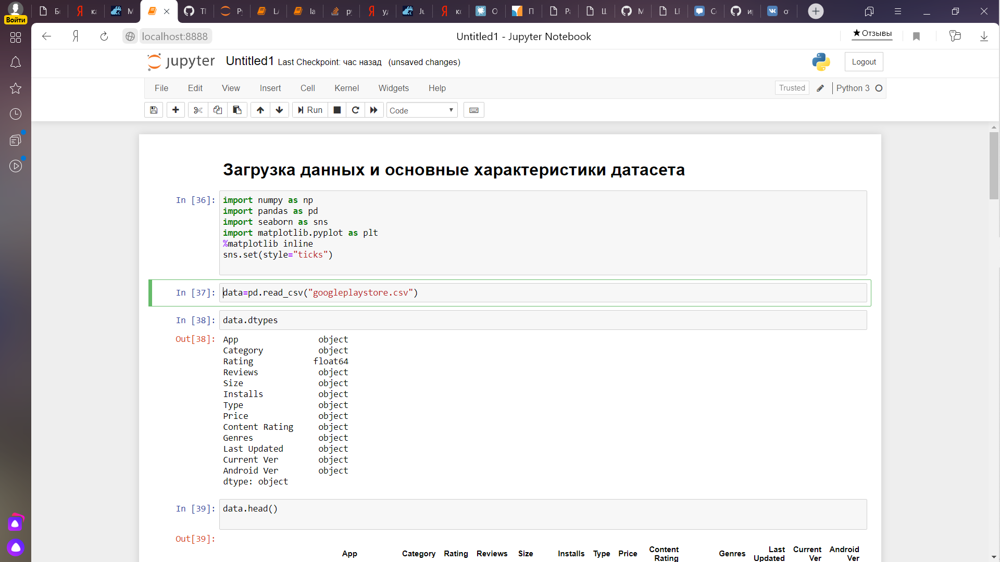 Войти
localhost:8888
Untitled1 - Jupyter Notebook
★Отзывы
jupyter
Untitled1 Last Checkpoint: час назад (unsaved changes)
Logout
File Edit View Insert Cell Kernel Widgets Help
Trusted
Python 3
Run
Code
Загрузка данных и основные характеристики датасета
In [36]:
import numpy as np
import pandas as pd
import seaborn as sns
import matplotlib.pyplot as plt
%matplotlib inline
sns.set(style="ticks")
In [37]: data=pd.read_csv("googleplaystore.csv")
In [38]: data.dtypes
Out[38]:
App object
Category object
Rating float64
Reviews object
Size object
Installs object
Type object
Price object
Content Rating object
Genres object
Last Updated object
Current Ver object
Android Ver object
dtype: object
In [39]: data.head()
Out[39]:
App Category Rating Reviews Size Installs Type Price Content Rating Genres Last Updated Current Ver Android Ver